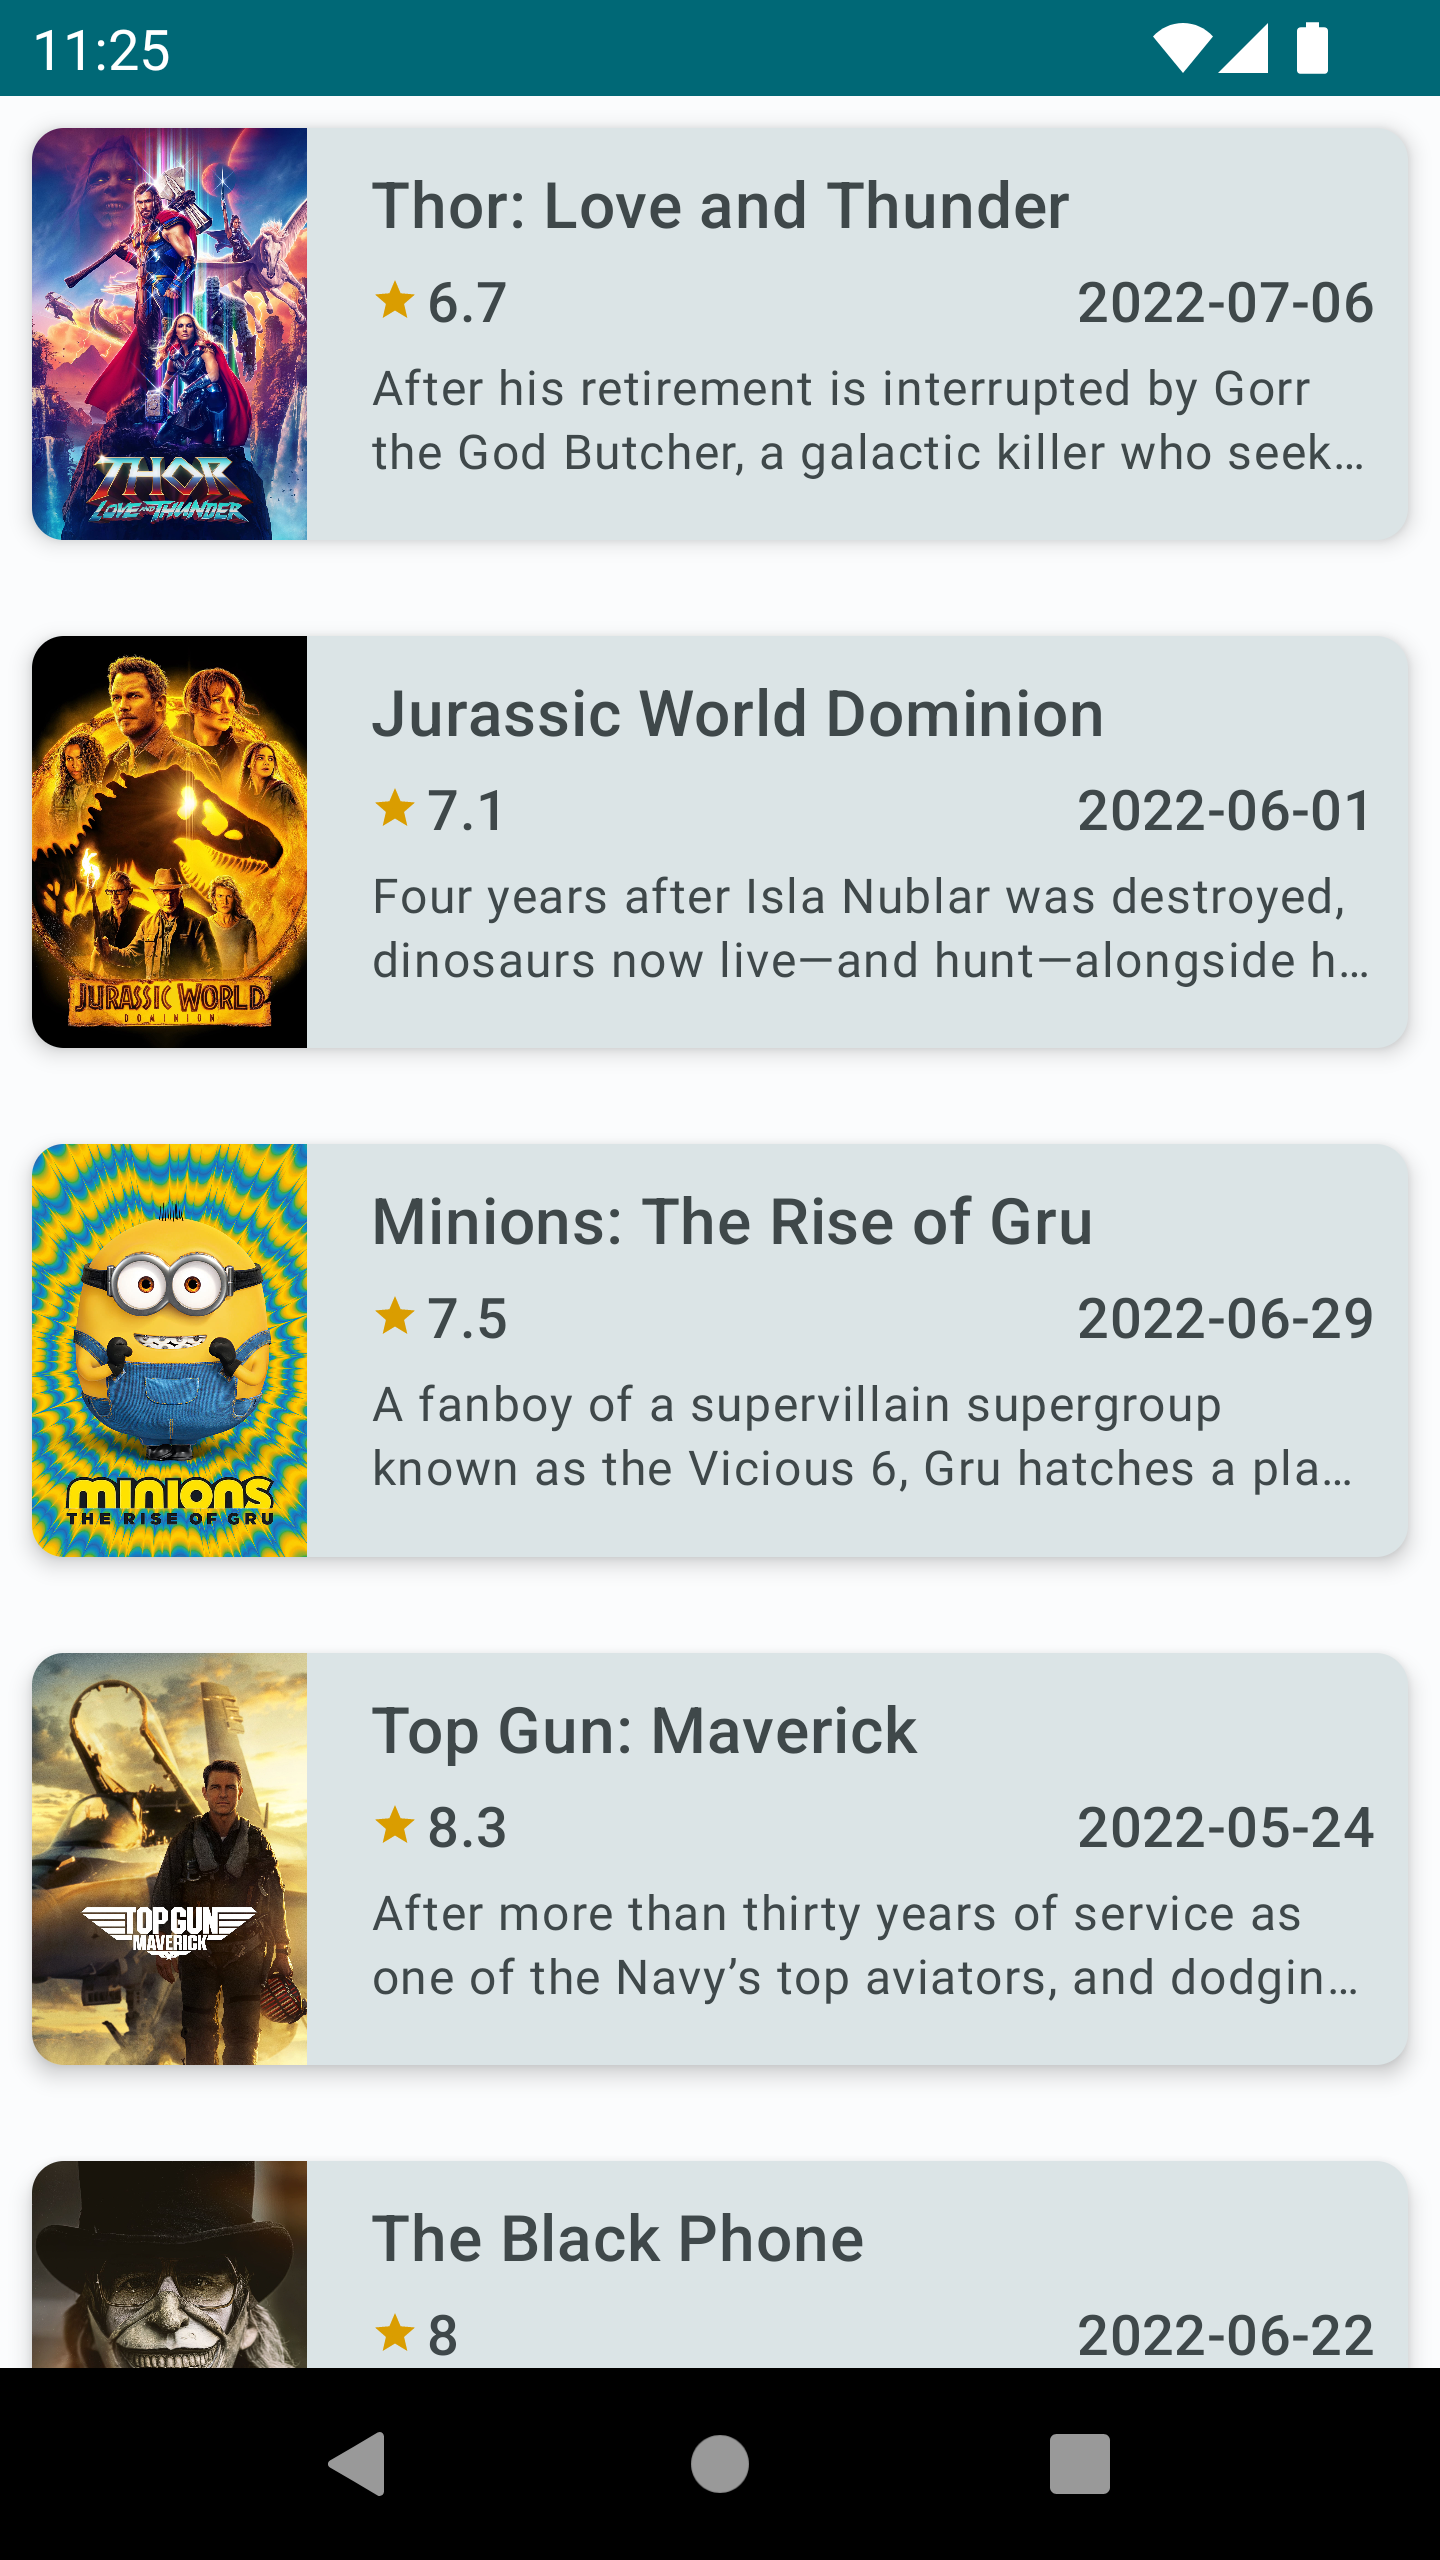 11:25
THOR
LOVE AND THUNDER
Thor: Love and Thunder
6.7
2022-07-06
After his retirement is interrupted by Gorr
the God Butcher, a galactic killer who seek…
JURASSIC WORLD
DOMINION
Jurassic World Dominion
7.1
2022-06-01
Four years after Isla Nublar was destroyed,
dinosaurs now live—and hunt—alongside h…
MINIONS
THE RISE OF GRU
Minions: The Rise of Gru
7.5
2022-06-29
A fanboy of a supervillain supergroup
known as the Vicious 6, Gru hatches a pla…
TOP GUN
MAVERICK
Top Gun: Maverick
8.3
2022-05-24
After more than thirty years of service as
one of the Navy’s top aviators, and dodgin…
The Black Phone
8
2022-06-22